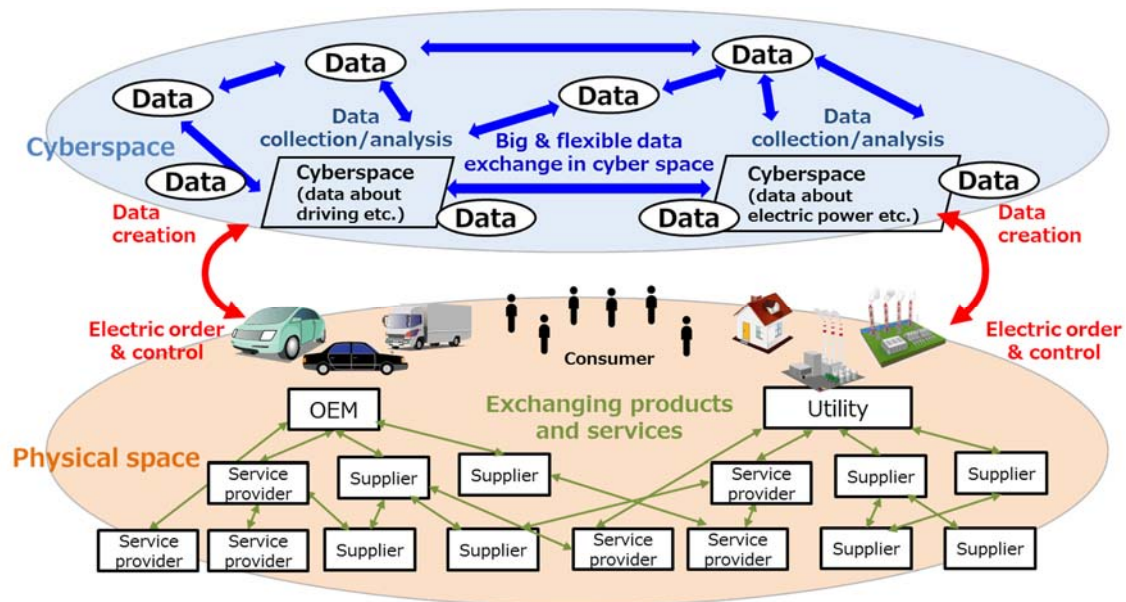 Data
Data
Data
Data
Data
collection/analysis
Data
collection/analysis
Cyberspace
Big & flexible data
exchange in cyber space
Data
Cyberspace
(data about
driving etc.)
Data
Data
Cyberspace
(data about
electric power etc.)
Data
Data
creation
Data
creation
Electric order
& control
Electric order
& control
Consumer
OEM
Exchanging products
and services
Utility
Physical space
Service
provider
Supplier
Supplier
Service
provider
Supplier
Supplier
Service
provider
Service
provider
Supplier
Supplier
Service
provider
Service
provider
Supplier
Supplier